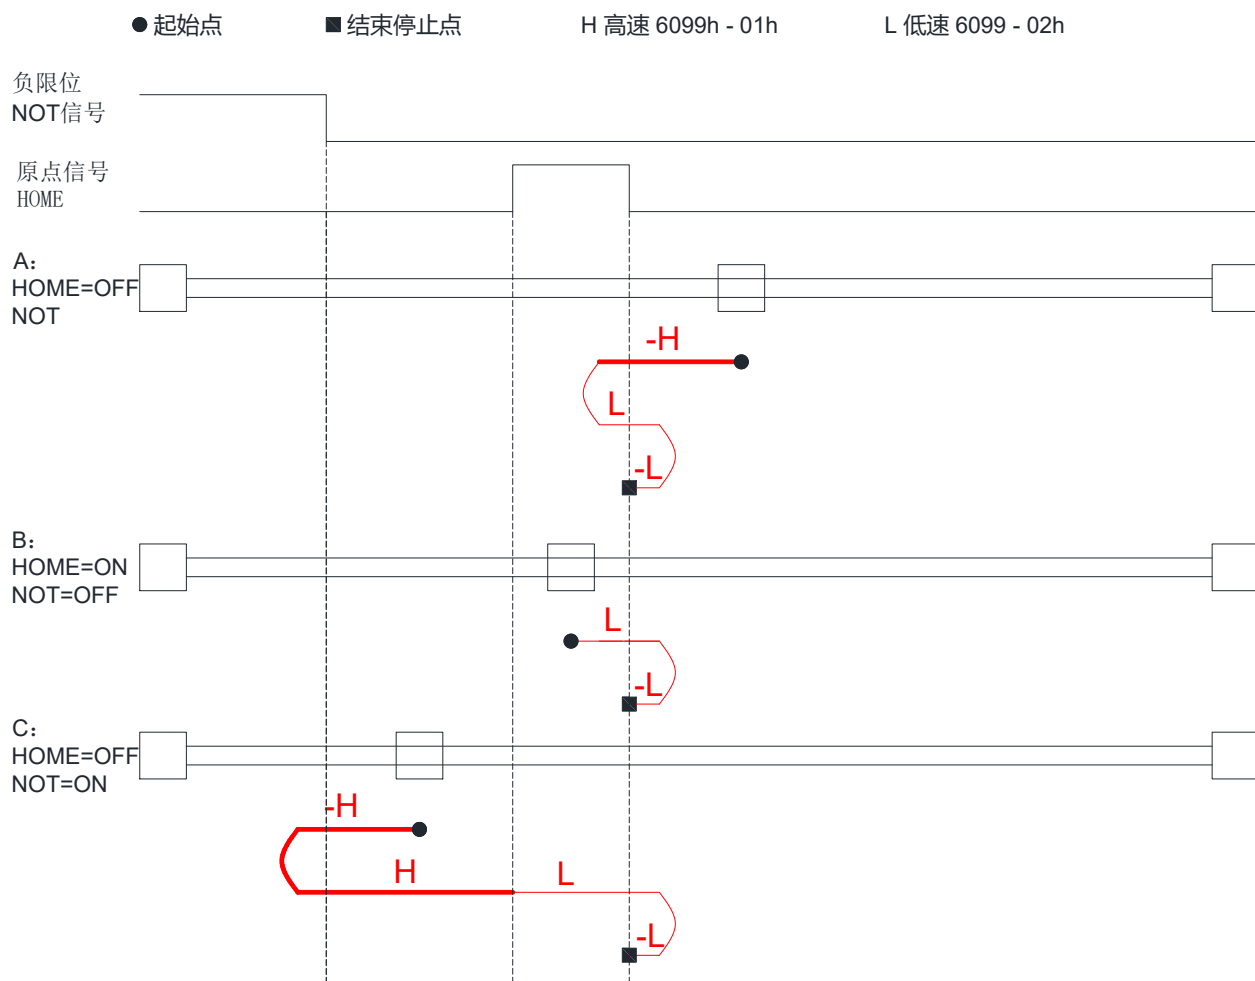 起始点 结束停止点 H 高速 6099h - 01h L 低速 6099 - 02h
负限位
NOT信号
原点信号
HOME
A:
HOME=OFF
NOT
-H
L
-L
B:
HOME=ON
NOT=OFF
L
-L
C:
HOME=OFF
NOT=ON
-H
H L
-L